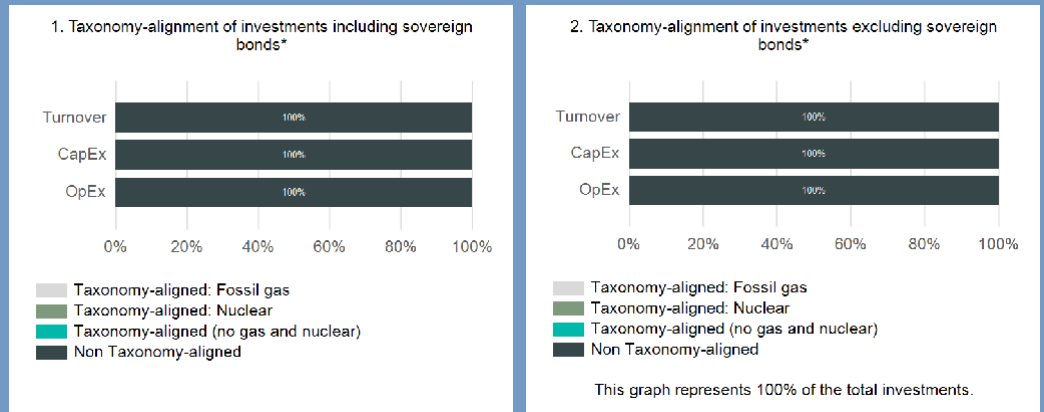 1. Taxonomy-alignment of investments including sovereign
bonds*
Turnover
100%
CapEx
100%
OpEx
100%
0% 20% 40% 60% 80% 100%
Taxonomy-aligned: Fossil gas
Taxonomy-aligned: Nuclear
Taxonomy-aligned (no gas and nuclear)
Non Taxonomy-aligned
2. Taxonomy-alignment of investments excluding sovereign
bonds*
Turnover
100%
CapEx
100%
OpEx
100%
0% 20% 40% 60% 80% 100%
Taxonomy-aligned: Fossil gas
Taxonomy-aligned: Nuclear
Taxonomy-aligned (no gas and nuclear)
Non Taxonomy-aligned
This graph represents 100% of the total investments.